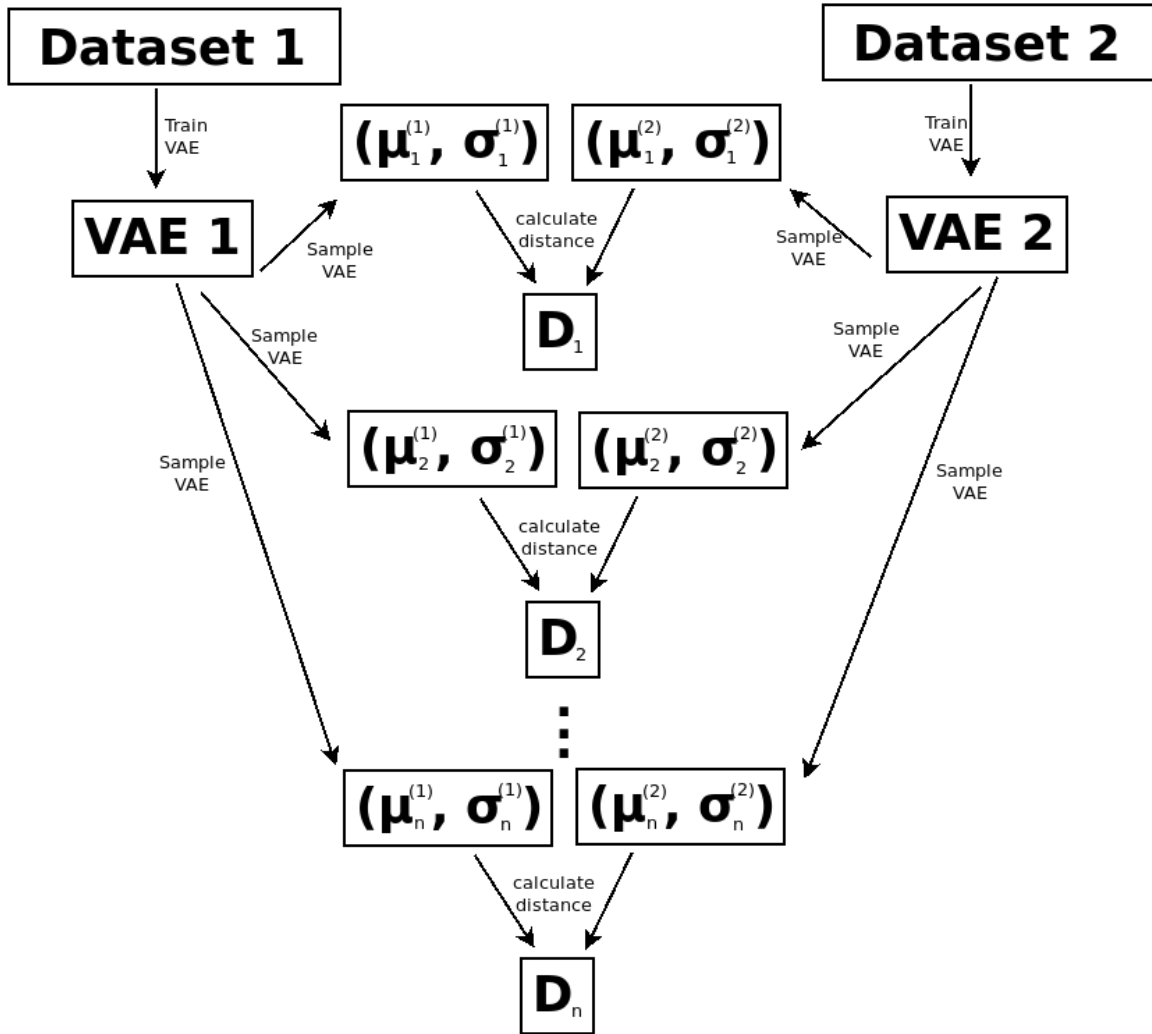 Dataset 1
Dataset 2
Train
VAE
Train
VAE
(μ₁⁽¹⁾, σ₁⁽¹⁾)
(μ₁⁽²⁾, σ₁⁽²⁾)
VAE 1
VAE 2
calculate
distance
Sample
VAE
Sample
VAE
D₁
Sample
VAE
Sample
VAE
(μ₂⁽¹⁾, σ₂⁽¹⁾)
(μ₂⁽²⁾, σ₂⁽²⁾)
Sample
VAE
Sample
VAE
calculate
distance
D₂
⋮
(μₙ⁽¹⁾, σₙ⁽¹⁾)
(μₙ⁽²⁾, σₙ⁽²⁾)
calculate
distance
Dₙ